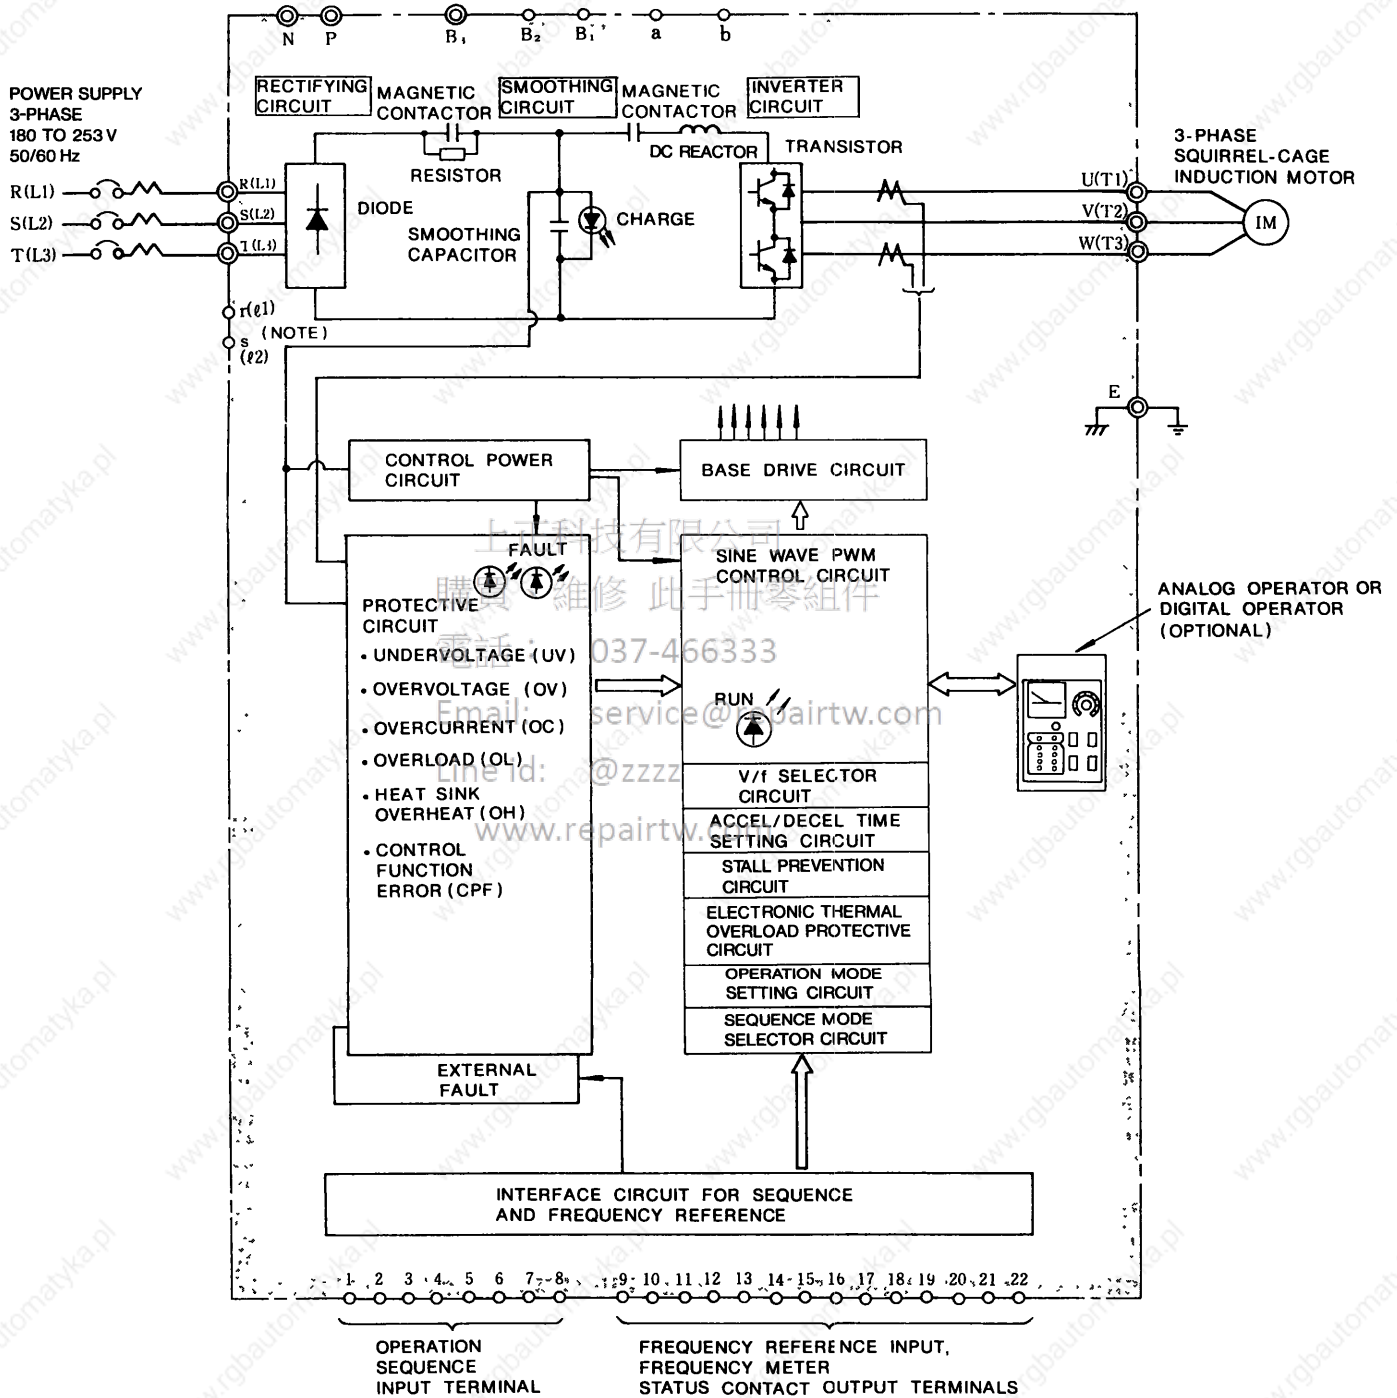 N P B₁ B₂ B₁ a b
POWER SUPPLY
3-PHASE
180 TO 253 V
50/60 Hz
RECTIFYING
CIRCUIT
MAGNETIC
CONTACTOR
SMOOTHING
CIRCUIT
MAGNETIC
CONTACTOR
INVERTER
CIRCUIT
DC REACTOR
TRANSISTOR
RESISTOR
3-PHASE
SQUIRREL-CAGE
INDUCTION MOTOR
R(L1) R(L1)
S(L2) S(L2)
T(L3)
DIODE
SMOOTHING
CAPACITOR
CHARGE
U(T1)
V(T2)
W(T3)
IM
r(ℓ1)
(NOTE)
s
(ℓ2)
E
CONTROL POWER
CIRCUIT
BASE DRIVE CIRCUIT
上正科技有限公司
購買 維修 此手冊零組件
電話： 037-466333
Email: service@repairtw.com
Line id: @zzzz
www.repairtw.com
FAULT
PROTECTIVE
CIRCUIT
• UNDERVOLTAGE (UV)
• OVERVOLTAGE (OV)
• OVERCURRENT (OC)
• OVERLOAD (OL)
• HEAT SINK
OVERHEAT (OH)
• CONTROL
FUNCTION
ERROR (CPF)
SINE WAVE PWM
CONTROL CIRCUIT
RUN
V/f SELECTOR
CIRCUIT
ACCEL/DECEL TIME
SETTING CIRCUIT
STALL PREVENTION
CIRCUIT
ELECTRONIC THERMAL
OVERLOAD PROTECTIVE
CIRCUIT
OPERATION MODE
SETTING CIRCUIT
SEQUENCE MODE
SELECTOR CIRCUIT
ANALOG OPERATOR OR
DIGITAL OPERATOR
(OPTIONAL)
EXTERNAL
FAULT
INTERFACE CIRCUIT FOR SEQUENCE
AND FREQUENCY REFERENCE
1 2 3 4 5 6 7 8 9 10 11 12 13 14 15 16 17 18 19 20 21 22
OPERATION
SEQUENCE
INPUT TERMINAL
FREQUENCY REFERENCE INPUT,
FREQUENCY METER
STATUS CONTACT OUTPUT TERMINALS
www.rgbautomatyka.pl